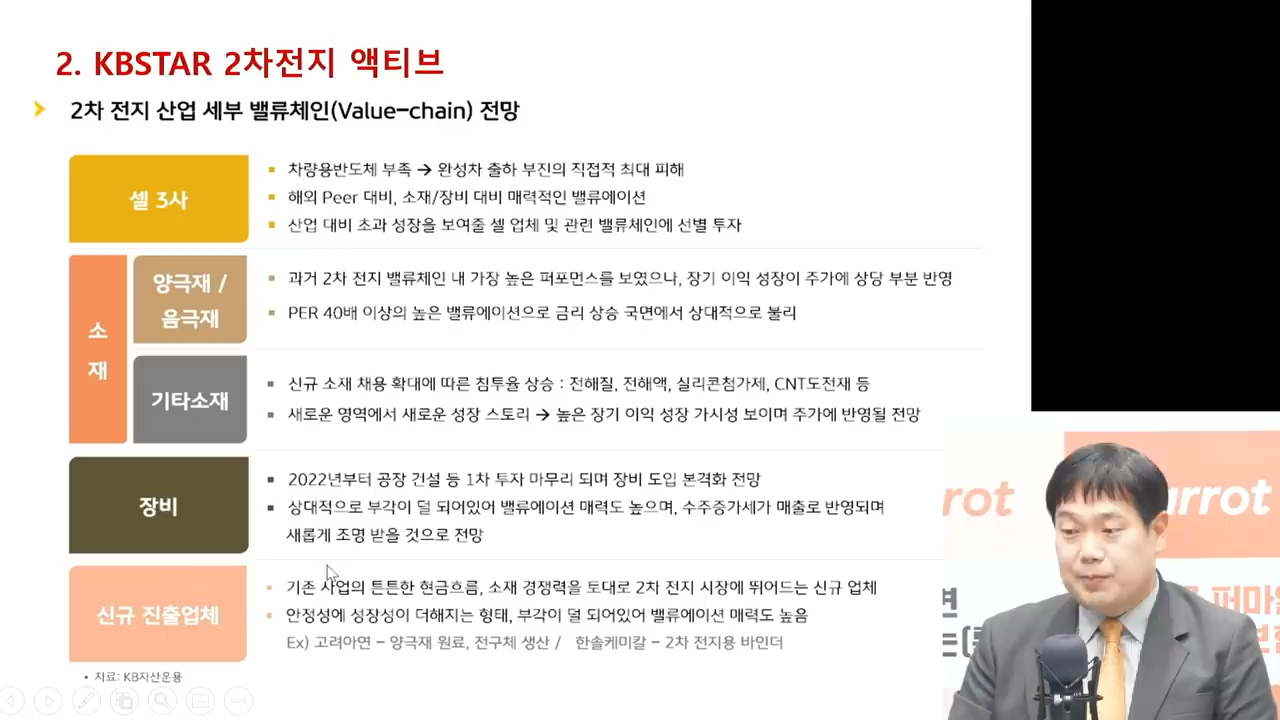 2. KBSTAR 2차전지 액티브
2차 전지 산업 세부 밸류체인(Value-chain) 전망
셀 3사
차량용반도체 부족 → 완성차 출하 부진의 직접적 최대 피해
해외 Peer 대비, 소재/장비 대비 매력적인 밸류에이션
산업 대비 초과 성장을 보여줄 셀 업체 및 관련 밸류체인에 선별 투자
소
재
양극재 /
음극재
과거 2차 전지 밸류체인 내 가장 높은 퍼포먼스를 보였으나, 장기 이익 성장이 주가에 상당 부분 반영
PER 40배 이상의 높은 밸류에이션으로 금리 상승 국면에서 상대적으로 불리
기타소재
신규 소재 채용 확대에 따른 침투율 상승 : 전해질, 전해액, 실리콘첨가제, CNT도전재 등
새로운 영역에서 새로운 성장 스토리 → 높은 장기 이익 성장 가시성 보이며 주가에 반영될 전망
장비
2022년부터 공장 건설 등 1차 투자 마무리 되며 장비 도입 본격화 전망
상대적으로 부각이 덜 되어있어 밸류에이션 매력도 높으며, 수주증가세가 매출로 반영되며
새롭게 조명 받을 것으로 전망
신규 진출업체
기존 사업의 튼튼한 현금흐름, 소재 경쟁력을 토대로 2차 전지 시장에 뛰어드는 신규 업체
안정성에 성장성이 더해지는 형태, 부각이 덜 되어있어 밸류에이션 매력도 높음
Ex) 고려아연 - 양극재 원료, 전구체 생산 / 한솔케미칼 - 2차 전지용 바인더
• 자료: KB자산운용
rot
arrot
퍼마